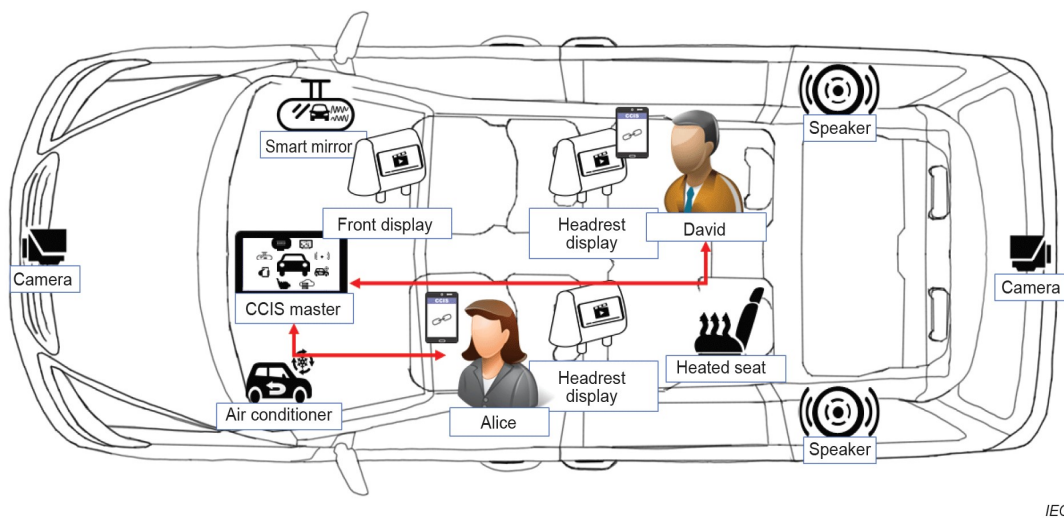 Speaker
Smart mirror
CCIS
Front display
Headrest
display
David
Camera
CCIS master
CCIS
Camera
Heated seat
Air conditioner
Headrest
display
Alice
Speaker
IEC